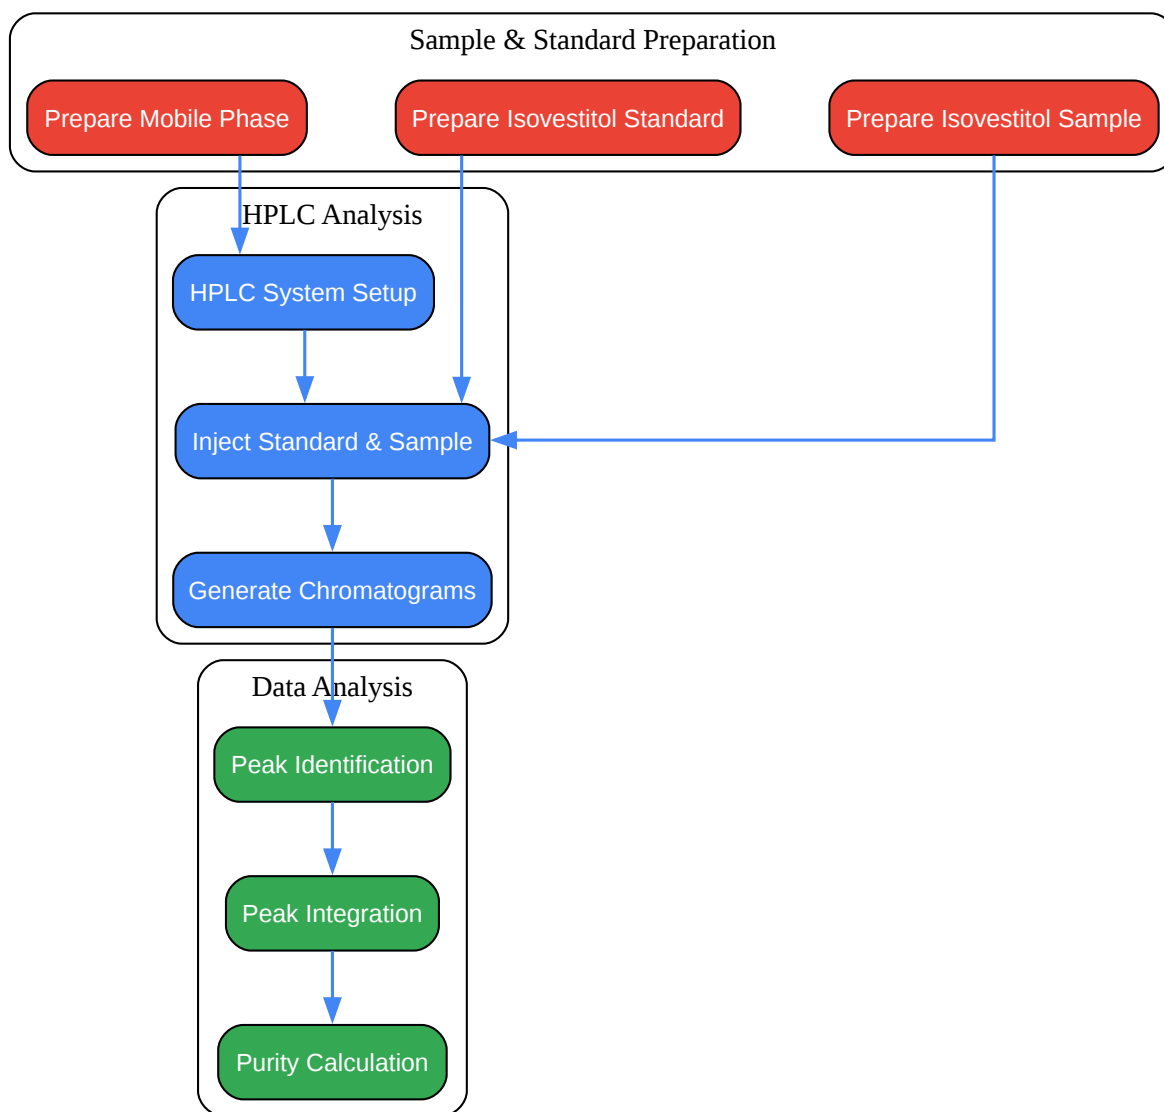 Sample & Standard Preparation
Prepare Mobile Phase
Prepare Isovestitol Standard
Prepare Isovestitol Sample
HPLC Analysis
HPLC System Setup
Inject Standard & Sample
Generate Chromatograms
Data Analysis
Peak Identification
Peak Integration
Purity Calculation